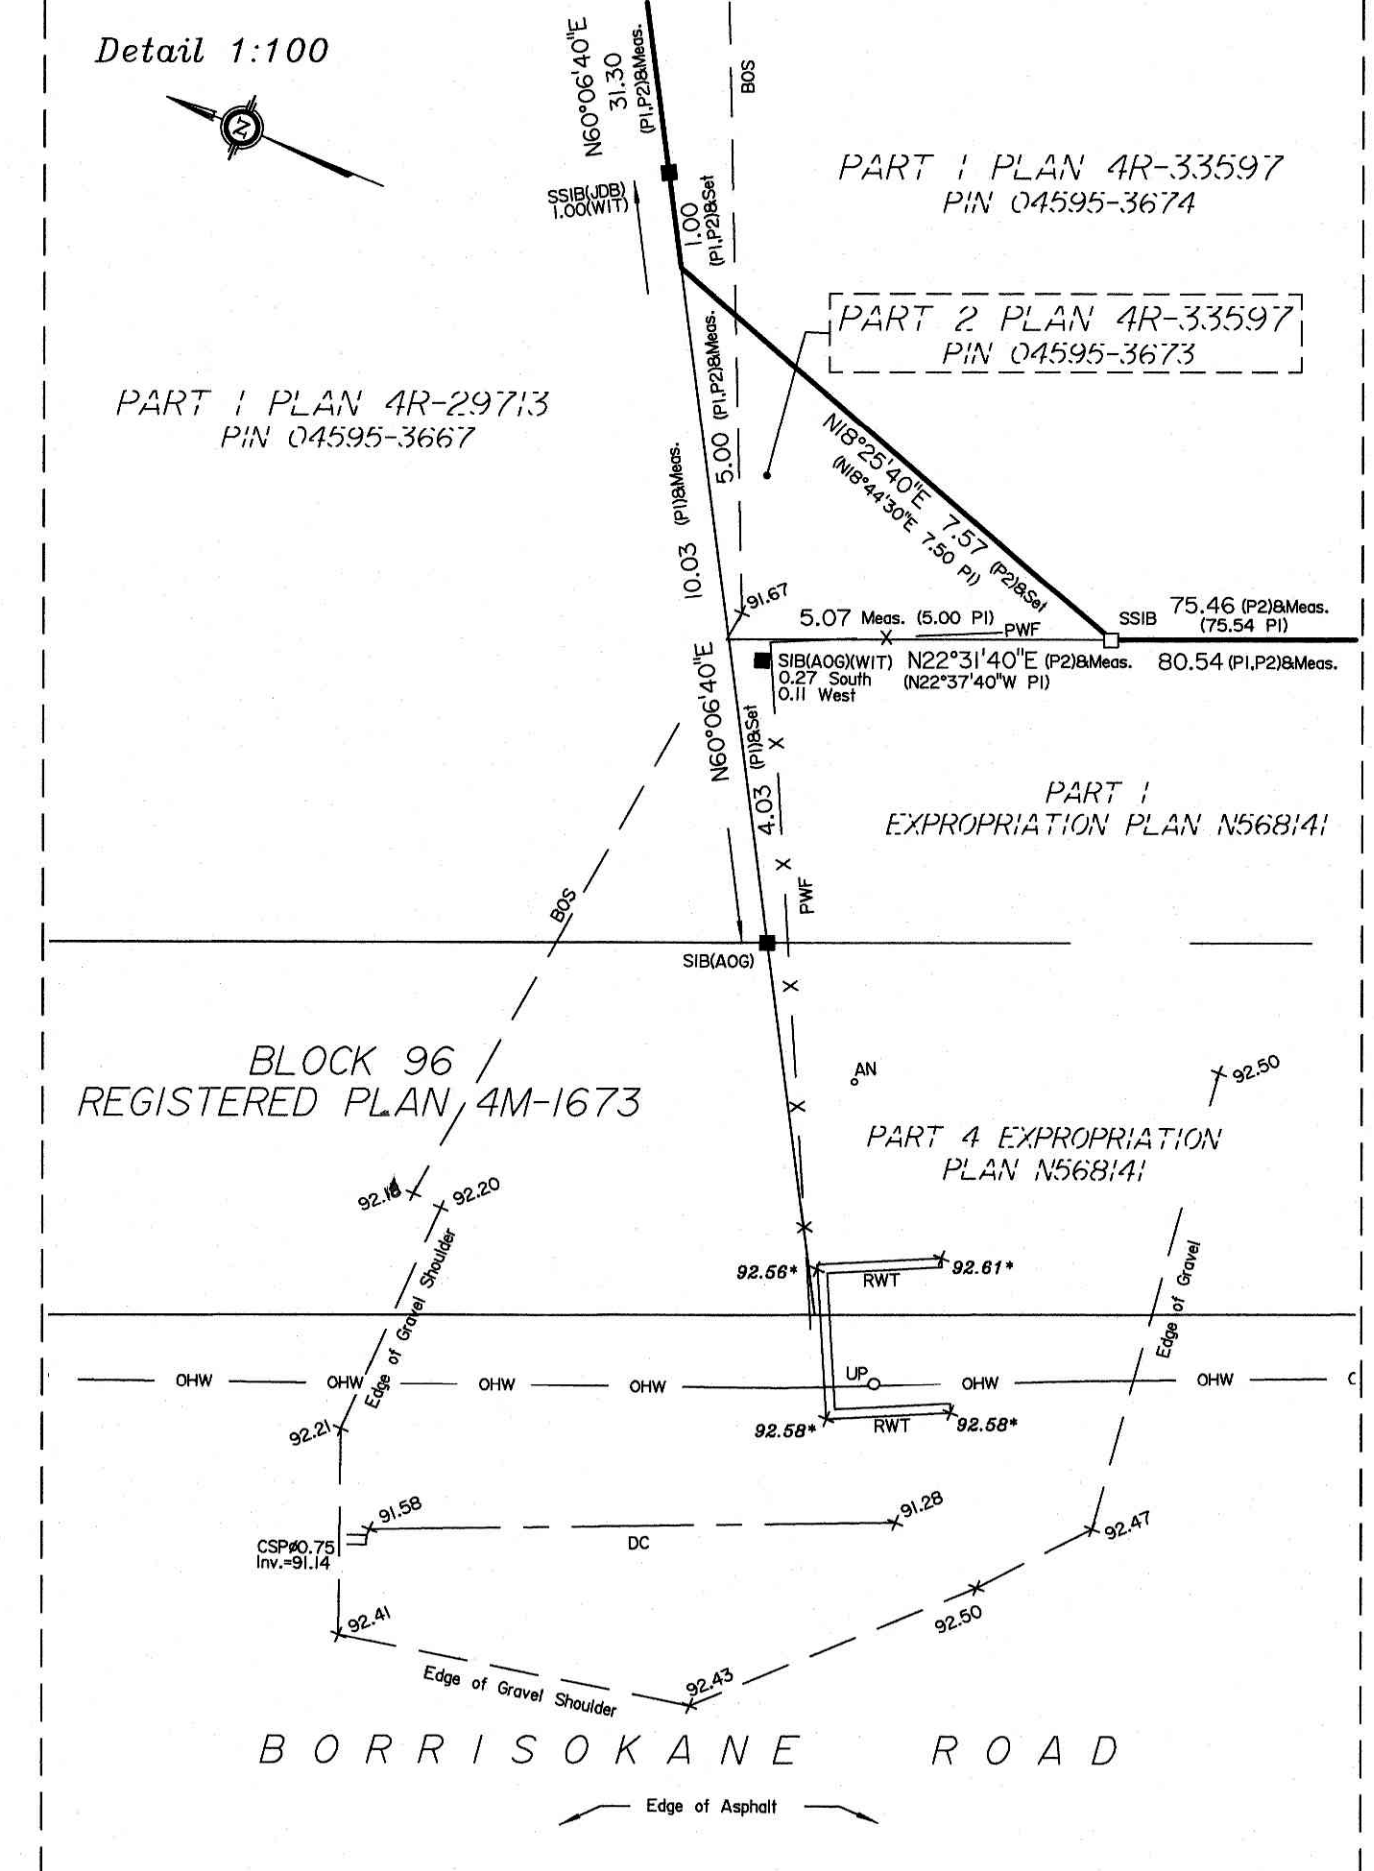 Detail 1:100
N
N60°06'40"E
31.30
(P1,P2)&Meas.
BOS
SSIB(JDB)
1.00(WIT)
1.00
(P1,P2)&Set
PART 1 PLAN 4R-33597
PIN 04595-3674
PART 2 PLAN 4R-33597
PIN 04595-3673
PART 1 PLAN 4R-29713
PIN 04595-3667
5.00 (P1,P2)&Meas.
10.03 (P1)&Meas.
N18°25'40"E 7.57 (P2)&Set
(N18°44'30"E 7.50 P1)
91.67
5.07 Meas. (5.00 P1)
PWF
SSIB
75.46 (P2)&Meas.
(75.54 P1)
SIB(AOG)(WIT)
0.27 South
0.11 West
N22°31'40"E (P2)&Meas.
(N22°37'40"W P1)
80.54 (P1,P2)&Meas.
N60°06'40"E
4.03 (P1)&Set
PART 1
EXPROPRIATION PLAN N568141
BOS
PWF
SIB(AOG)
BLOCK 96
REGISTERED PLAN 4M-1673
AN
92.50
PART 4 EXPROPRIATION
PLAN N568141
92.18
92.20
Edge of Gravel Shoulder
Edge of Gravel
92.56*
RWT
92.61*
OHW OHW OHW OHW UP OHW OHW O
92.21
92.58*
RWT
92.58*
91.58
91.28
DC
92.47
CSPø0.75
Inv.=91.14
92.41
92.50
Edge of Gravel Shoulder
92.43
BORRISOKANE ROAD
Edge of Asphalt